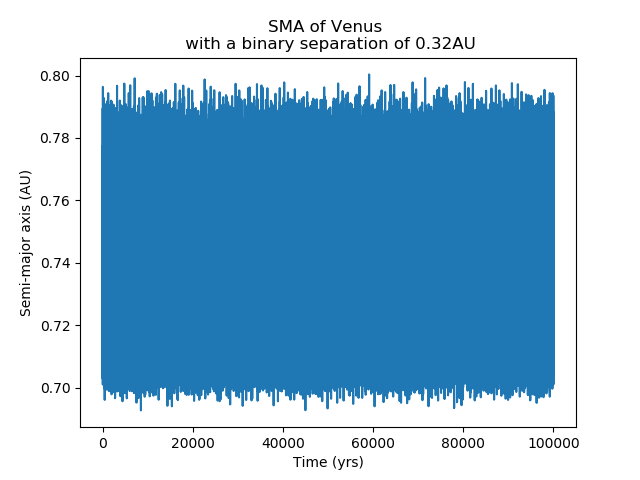 SMA of Venus
with a binary separation of 0.32AU
0.80
0.78
0.76
0.74
0.72
0.70
Semi-major axis (AU)
0 20000 40000 60000 80000 100000
Time (yrs)